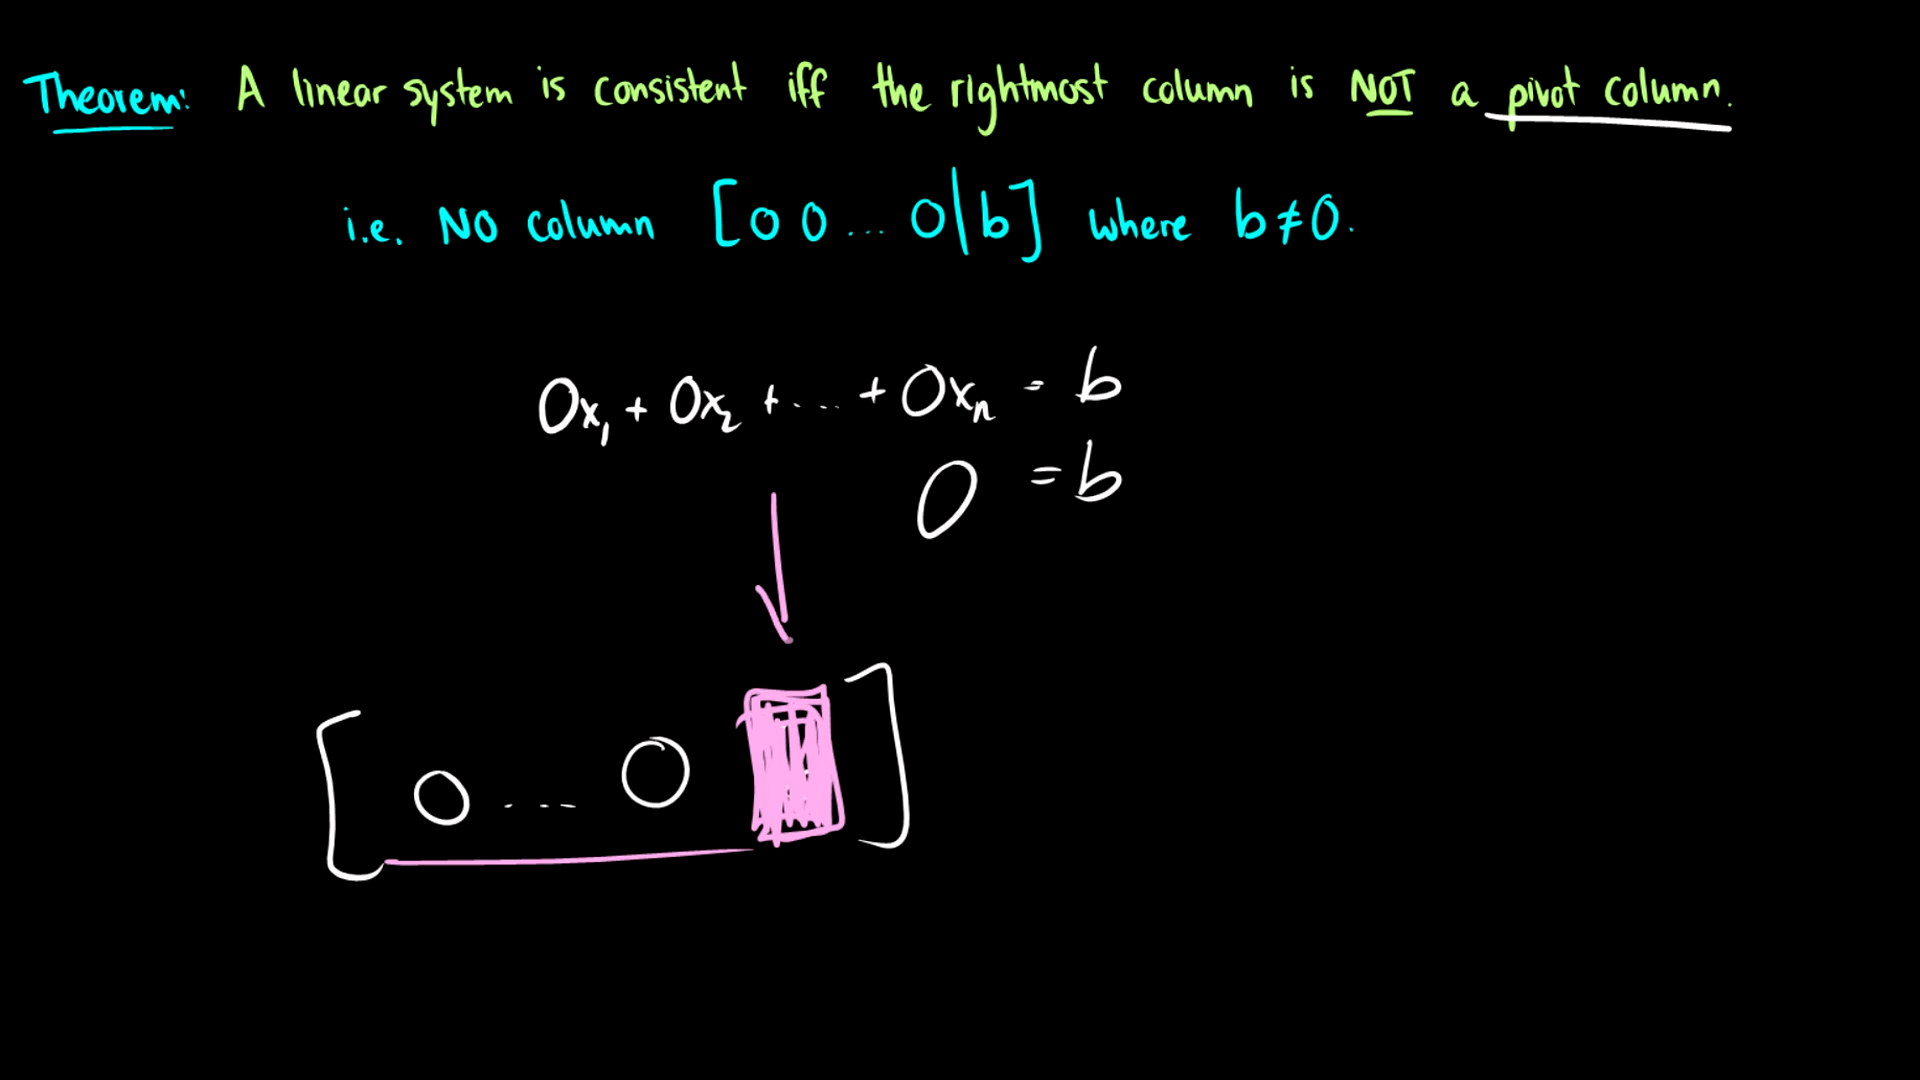 Theorem: A linear system is consistent iff the rightmost column is NOT a pivot column.
i.e. NO column [0 0 ... 0|b] where b≠0.
0x₁ + 0x₂ + ... + 0xₙ = b
0 = b
[ 0 ... 0 ]